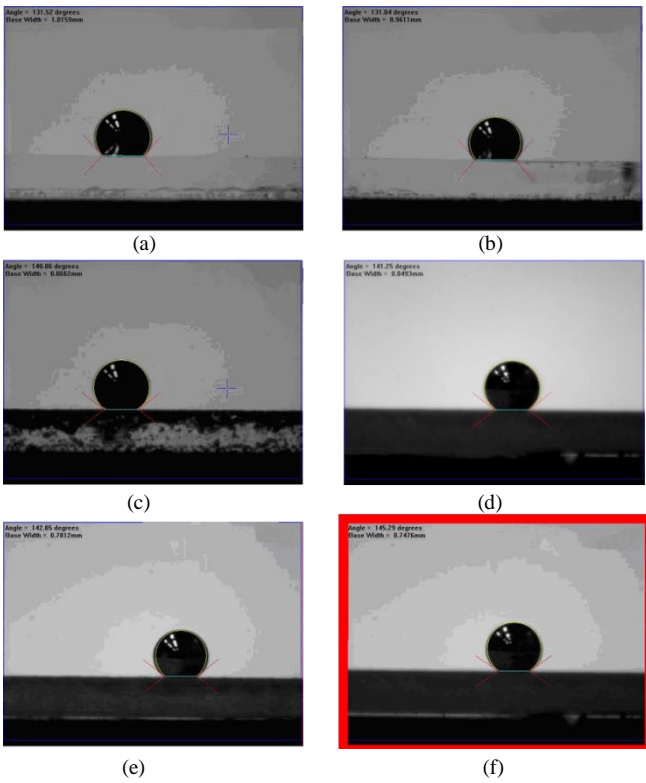 Angle = 131.52 degrees
Base Width = 1.0159mm
Angle = 131.84 degrees
Base Width = 0.9611mm
(a)
(b)
Angle = 140.86 degrees
Base Width = 0.8662mm
Angle = 141.25 degrees
Base Width = 0.8493mm
(c)
(d)
Angle = 142.85 degrees
Base Width = 0.7812mm
Angle = 145.29 degrees
Base Width = 0.7476mm
(e)
(f)